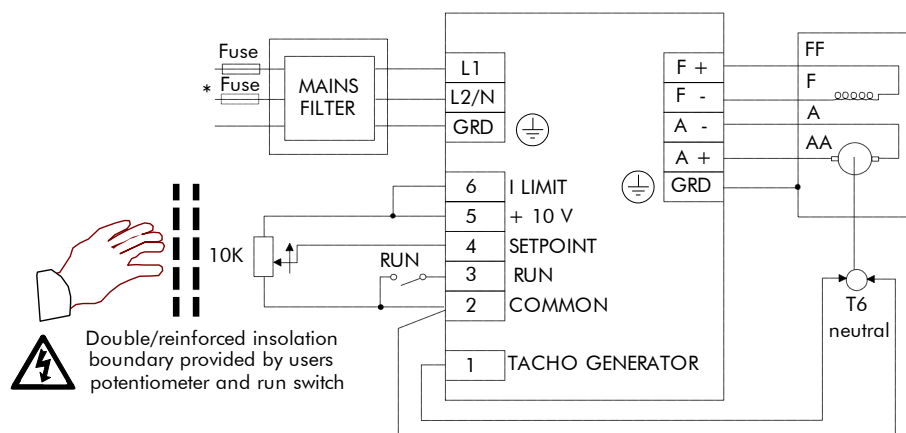 Fuse
* Fuse
MAINS
FILTER
L1
L2/N
GRD
F +
F -
A -
A +
GRD
FF
F
A
AA
6 I LIMIT
5 + 10 V
4 SETPOINT
3 RUN
2 COMMON
1 TACHO GENERATOR
10K
RUN
T6
neutral
Double/reinforced insolation
boundary provided by users
potentiometer and run switch